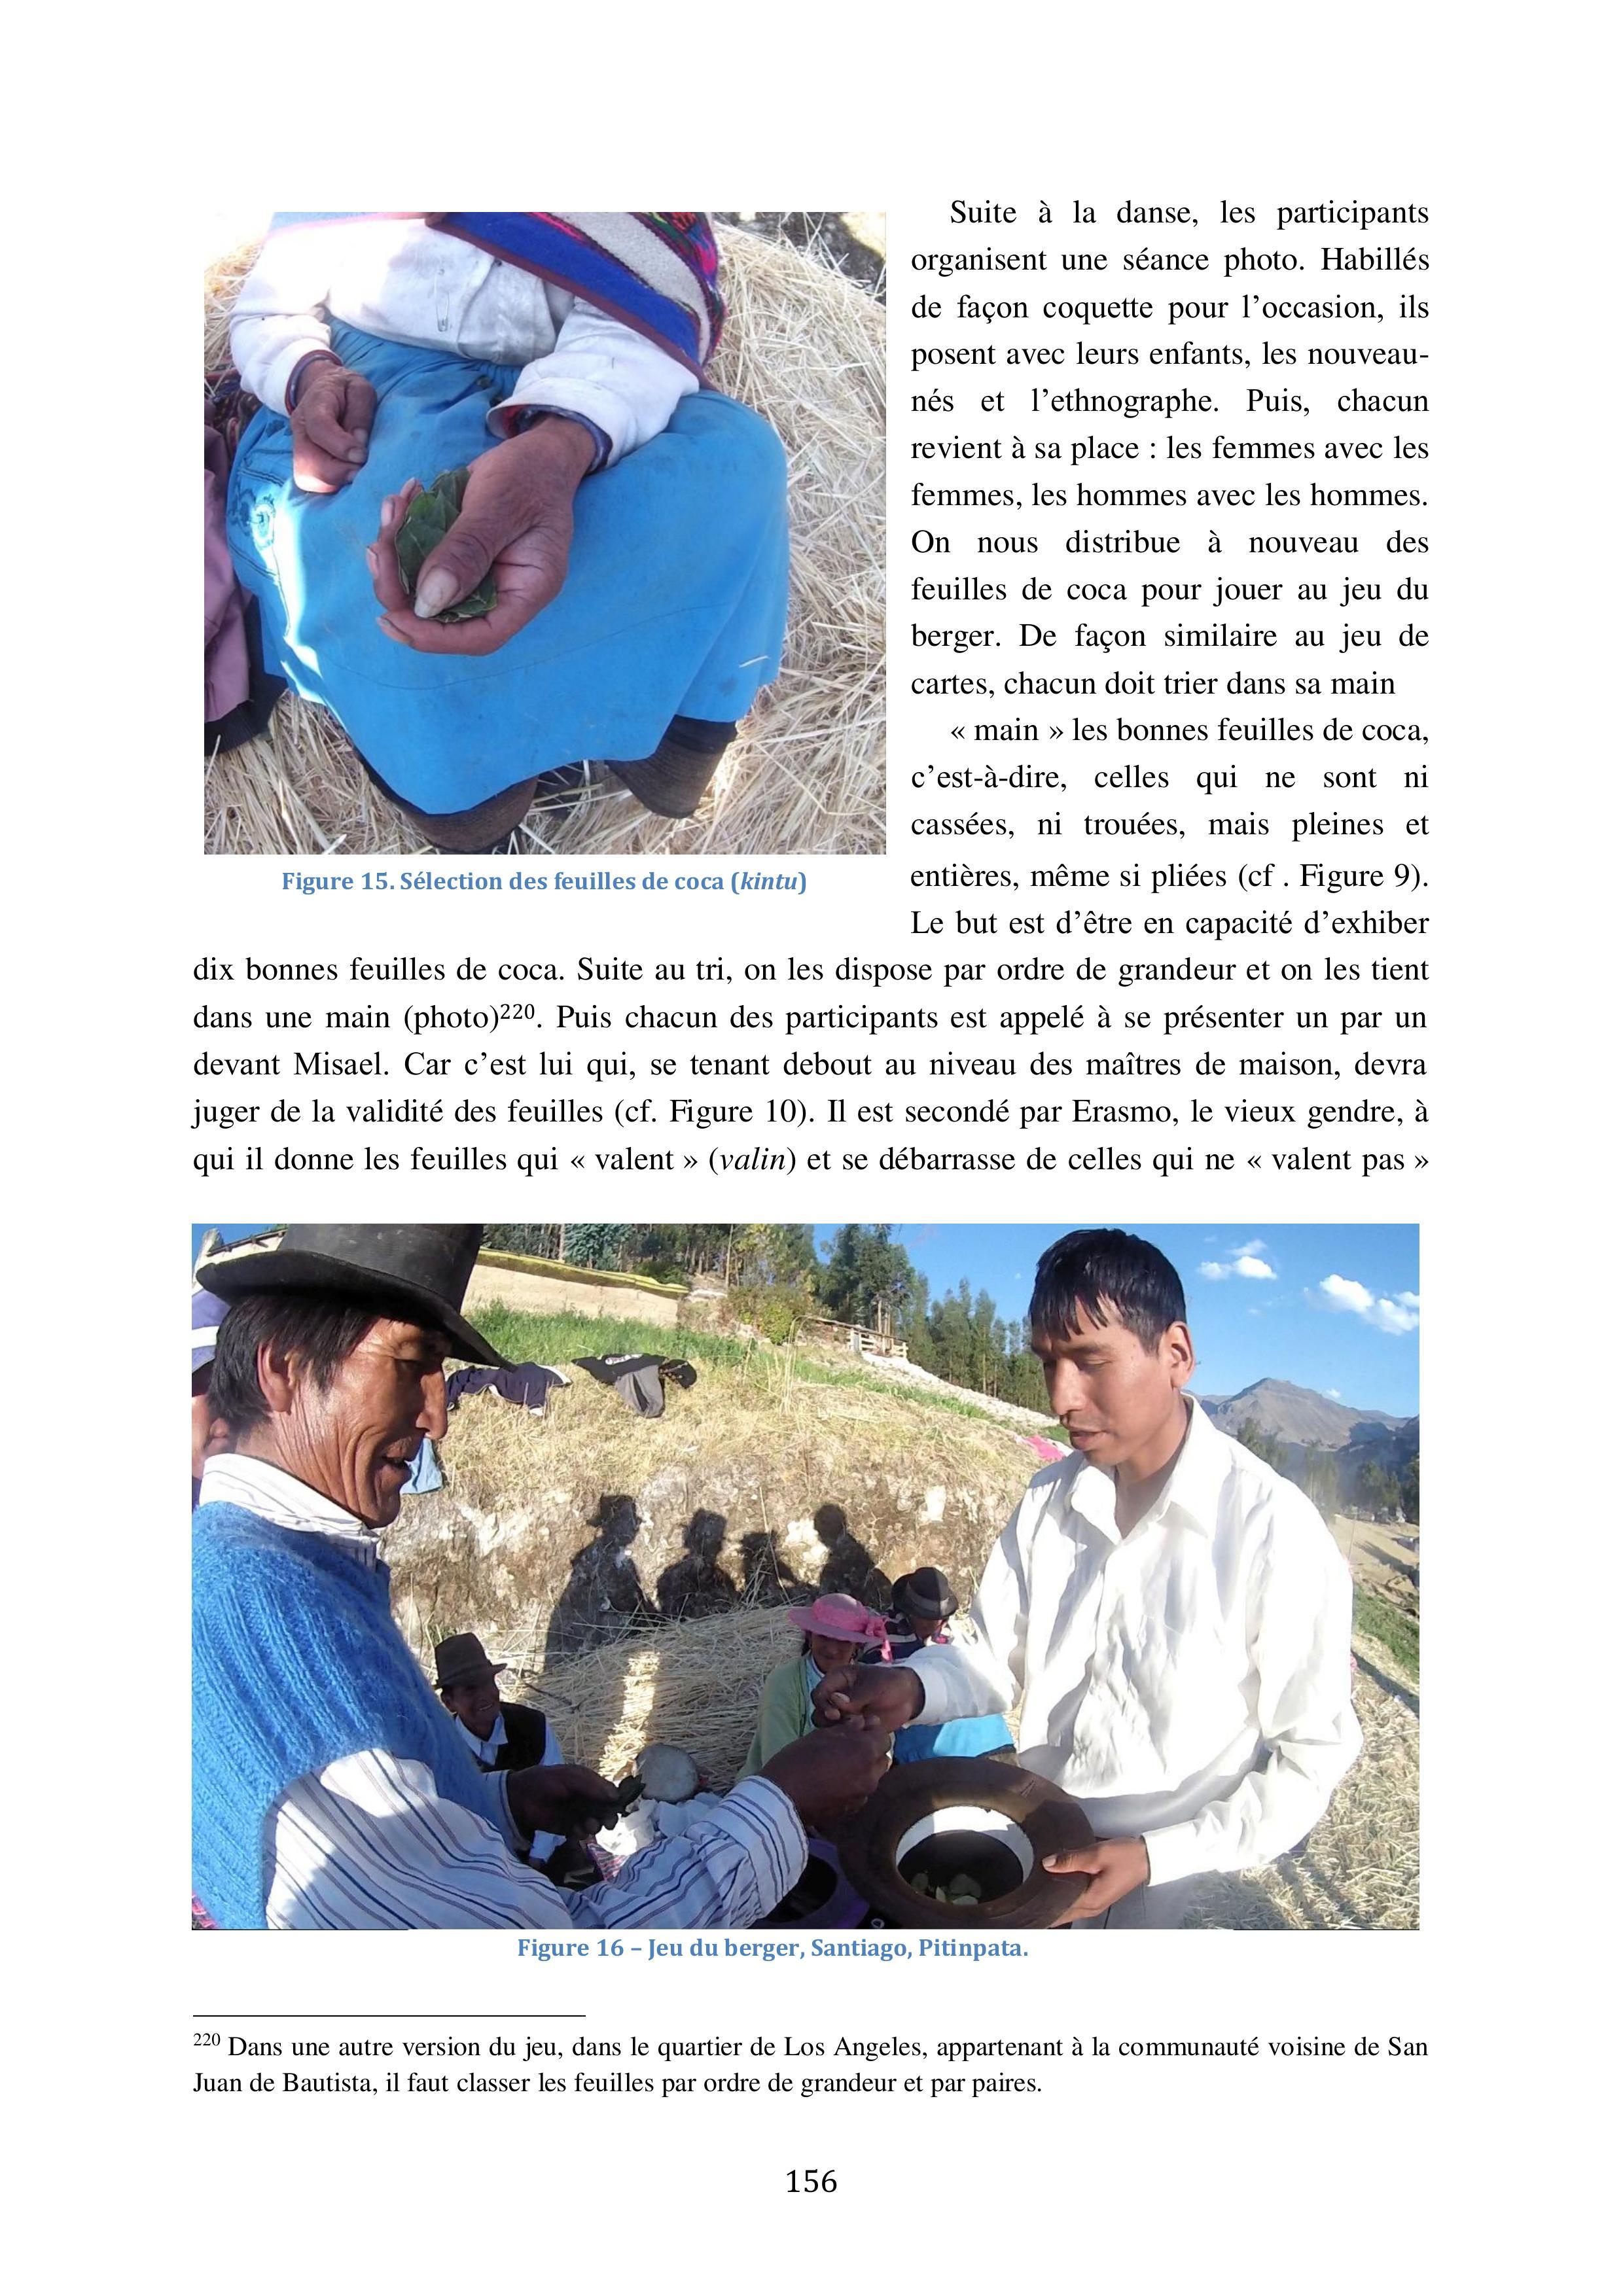 Suite à la danse, les participants
organisent une séance photo. Habillés
de façon coquette pour l’occasion, ils
posent avec leurs enfants, les nouveau-
nés et l’ethnographe. Puis, chacun
revient à sa place : les femmes avec les
femmes, les hommes avec les hommes.
On nous distribue à nouveau des
feuilles de coca pour jouer au jeu du
berger. De façon similaire au jeu de
cartes, chacun doit trier dans sa main
« main » les bonnes feuilles de coca,
c’est-à-dire, celles qui ne sont ni
cassées, ni trouées, mais pleines et
entières, même si pliées (cf . Figure 9).
Le but est d’être en capacité d’exhiber
Figure 15. Sélection des feuilles de coca (kintu)
dix bonnes feuilles de coca. Suite au tri, on les dispose par ordre de grandeur et on les tient
dans une main (photo)220. Puis chacun des participants est appelé à se présenter un par un
devant Misael. Car c’est lui qui, se tenant debout au niveau des maîtres de maison, devra
juger de la validité des feuilles (cf. Figure 10). Il est secondé par Erasmo, le vieux gendre, à
qui il donne les feuilles qui « valent » (valin) et se débarrasse de celles qui ne « valent pas »
Figure 16 – Jeu du berger, Santiago, Pitinpata.
220 Dans une autre version du jeu, dans le quartier de Los Angeles, appartenant à la communauté voisine de San
Juan de Bautista, il faut classer les feuilles par ordre de grandeur et par paires.
156